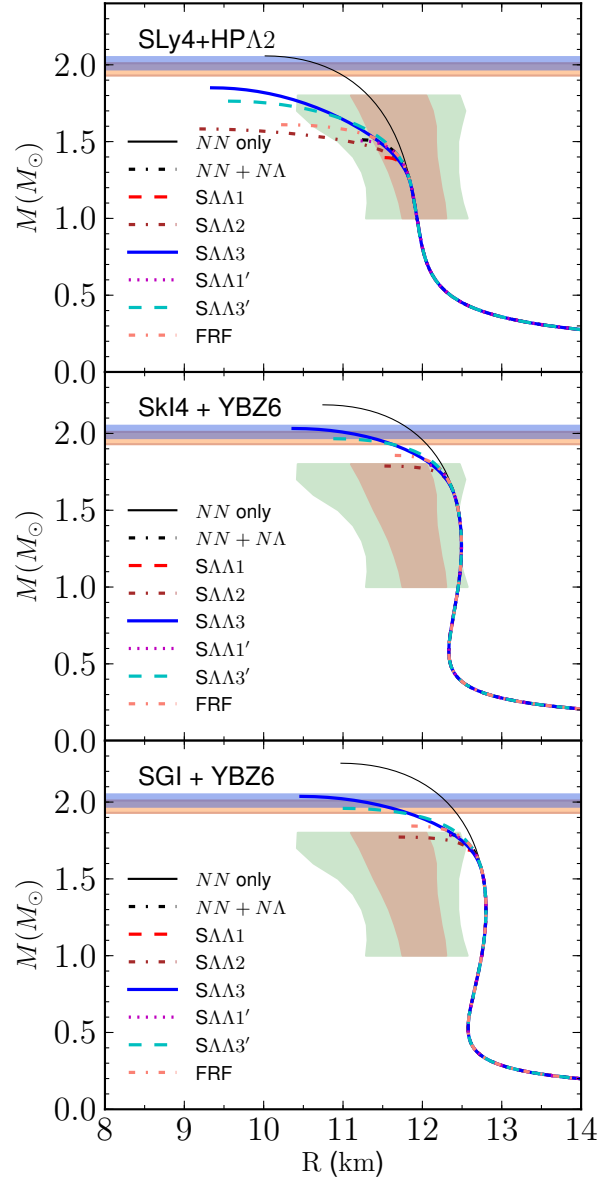 SLy4+HPΛ2
2.0
1.5
1.0
0.5
0.0
M(M⊙)
NN only
NN + NΛ
SΛΛ1
SΛΛ2
SΛΛ3
SΛΛ1′
SΛΛ3′
FRF
SkI4 + YBZ6
2.0
1.5
1.0
0.5
0.0
M(M⊙)
NN only
NN + NΛ
SΛΛ1
SΛΛ2
SΛΛ3
SΛΛ1′
SΛΛ3′
FRF
SGI + YBZ6
2.0
1.5
1.0
0.5
0.0
M(M⊙)
NN only
NN + NΛ
SΛΛ1
SΛΛ2
SΛΛ3
SΛΛ1′
SΛΛ3′
FRF
8 9 10 11 12 13 14
R (km)